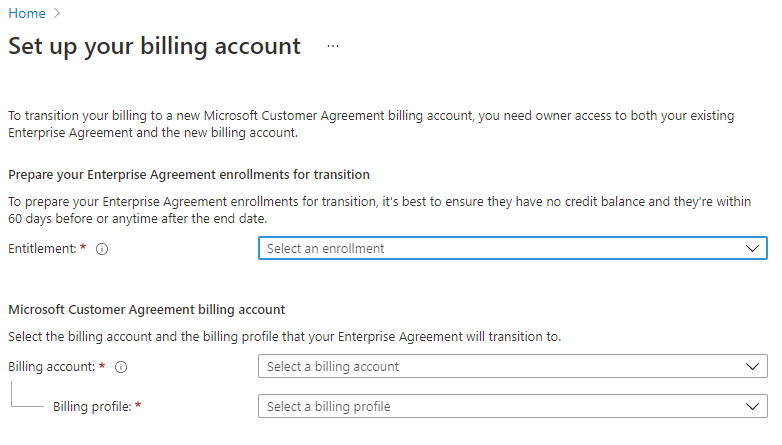 Home >
Set up your billing account ...
To transition your billing to a new Microsoft Customer Agreement billing account, you need owner access to both your existing
Enterprise Agreement and the new billing account.
Prepare your Enterprise Agreement enrollments for transition
To prepare your Enterprise Agreement enrollments for transition, it's best to ensure they have no credit balance and they're within
60 days before or anytime after the end date.
Entitlement: * Select an enrollment
Microsoft Customer Agreement billing account
Select the billing account and the billing profile that your Enterprise Agreement will transition to.
Billing account: * Select a billing account
Billing profile: * Select a billing profile